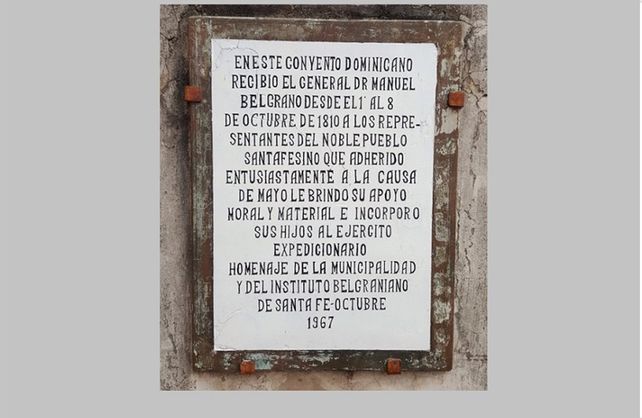 EN ESTE CONVENTO DOMINICANO
RECIBIO EL GENERAL DR MANUEL
BELGRANO DESDE EL 1° AL 8
DE OCTUBRE DE 1810 A LOS REPRE-
SENTANTES DEL NOBLE PUEBLO
SANTAFESINO QUE ADHERIDO
ENTUSIASTAMENTE A LA CAUSA
DE MAYO LE BRINDO SU APOYO
MORAL Y MATERIAL E INCORPORO
SUS HIJOS AL EJERCITO
EXPEDICIONARIO
HOMENAJE DE LA MUNICIPALIDAD
Y DEL INSTITUTO BELGRANIANO
DE SANTA FE-OCTUBRE
1967